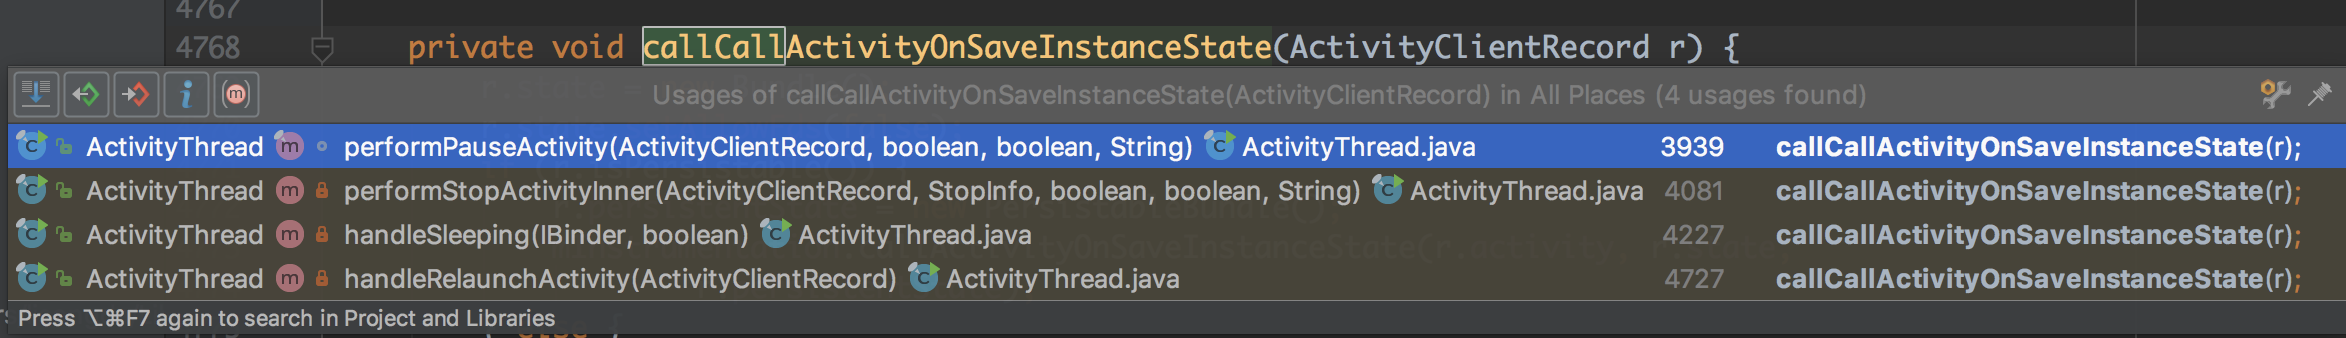 4767
4768 private void callCallActivityOnSaveInstanceState(ActivityClientRecord r) {
Usages of callCallActivityOnSaveInstanceState(ActivityClientRecord) in All Places (4 usages found)
ActivityThread m performPauseActivity(ActivityClientRecord, boolean, boolean, String) ActivityThread.java 3939 callCallActivityOnSaveInstanceState(r);
ActivityThread m performStopActivityInner(ActivityClientRecord, StopInfo, boolean, boolean, String) ActivityThread.java 4081 callCallActivityOnSaveInstanceState(r);
ActivityThread m handleSleeping(IBinder, boolean) ActivityThread.java 4227 callCallActivityOnSaveInstanceState(r);
ActivityThread m handleRelaunchActivity(ActivityClientRecord) ActivityThread.java 4727 callCallActivityOnSaveInstanceState(r);
Press ⌥⌘F7 again to search in Project and Libraries